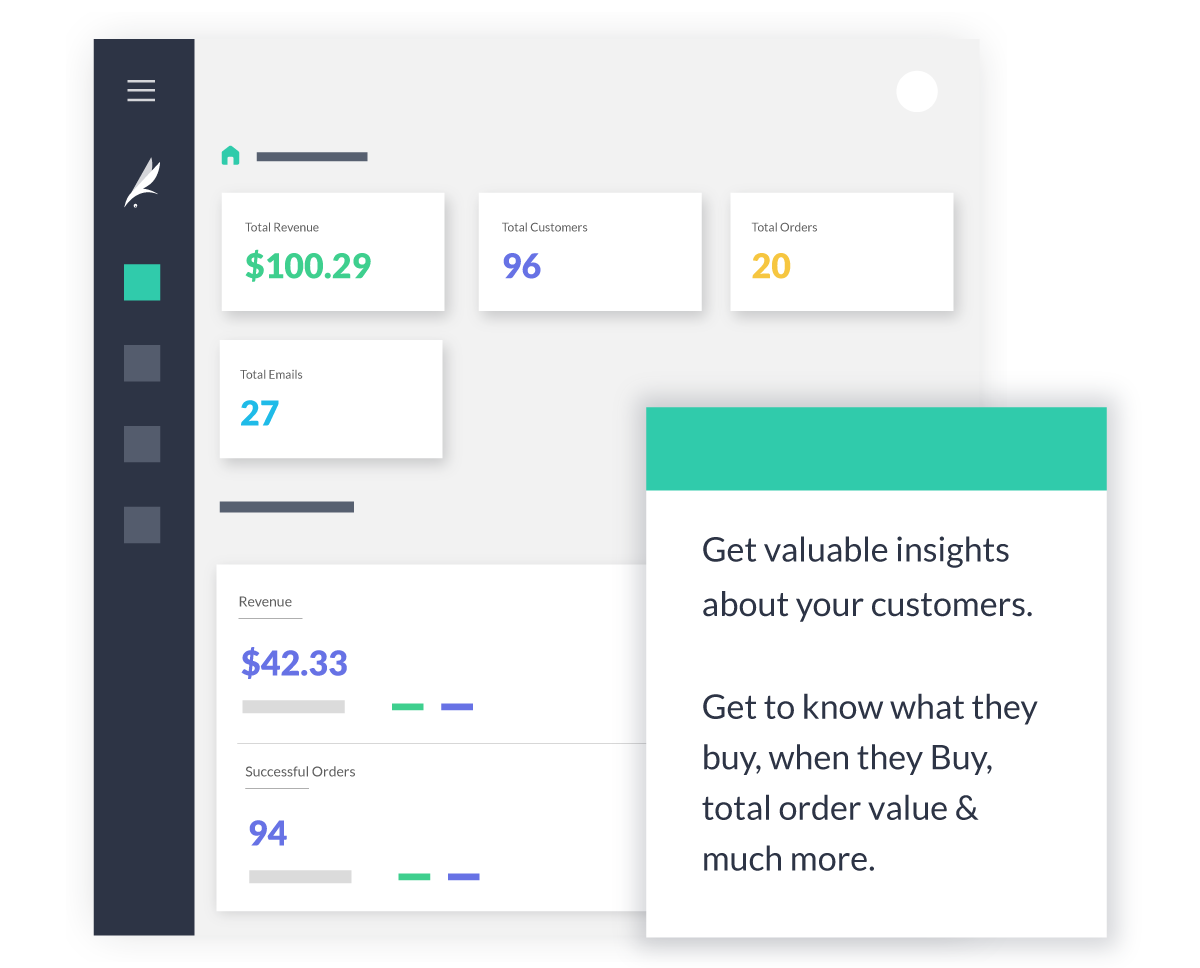 Total Revenue
$100.29
Total Customers
96
Total Orders
20
Total Emails
27
Revenue
$42.33
Successful Orders
94
Get valuable insights
about your customers.
Get to know what they
buy, when they Buy,
total order value &
much more.